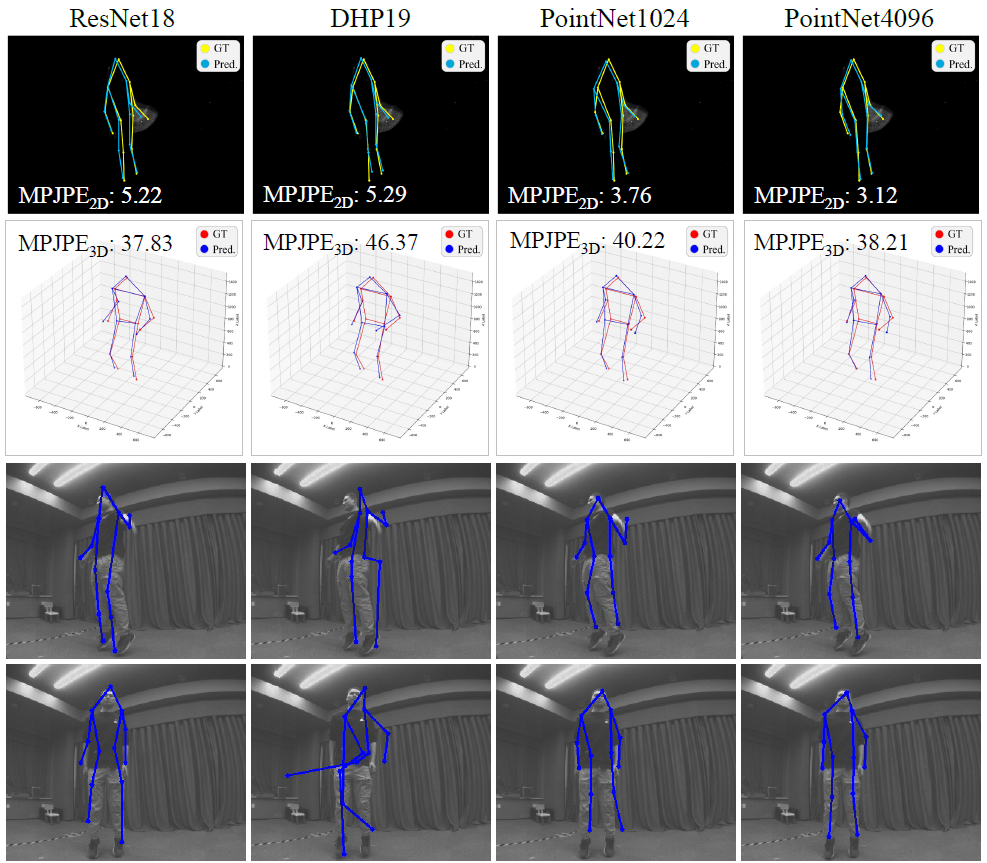 ResNet18 DHP19 PointNet1024 PointNet4096
GT GT GT GT
Pred. Pred. Pred. Pred.
MPJPE2D: 5.22 MPJPE2D: 5.29 MPJPE2D: 3.76 MPJPE2D: 3.12
MPJPE3D: 37.83 MPJPE3D: 46.37 MPJPE3D: 40.22 MPJPE3D: 38.21
GT GT GT GT
Pred. Pred. Pred. Pred.